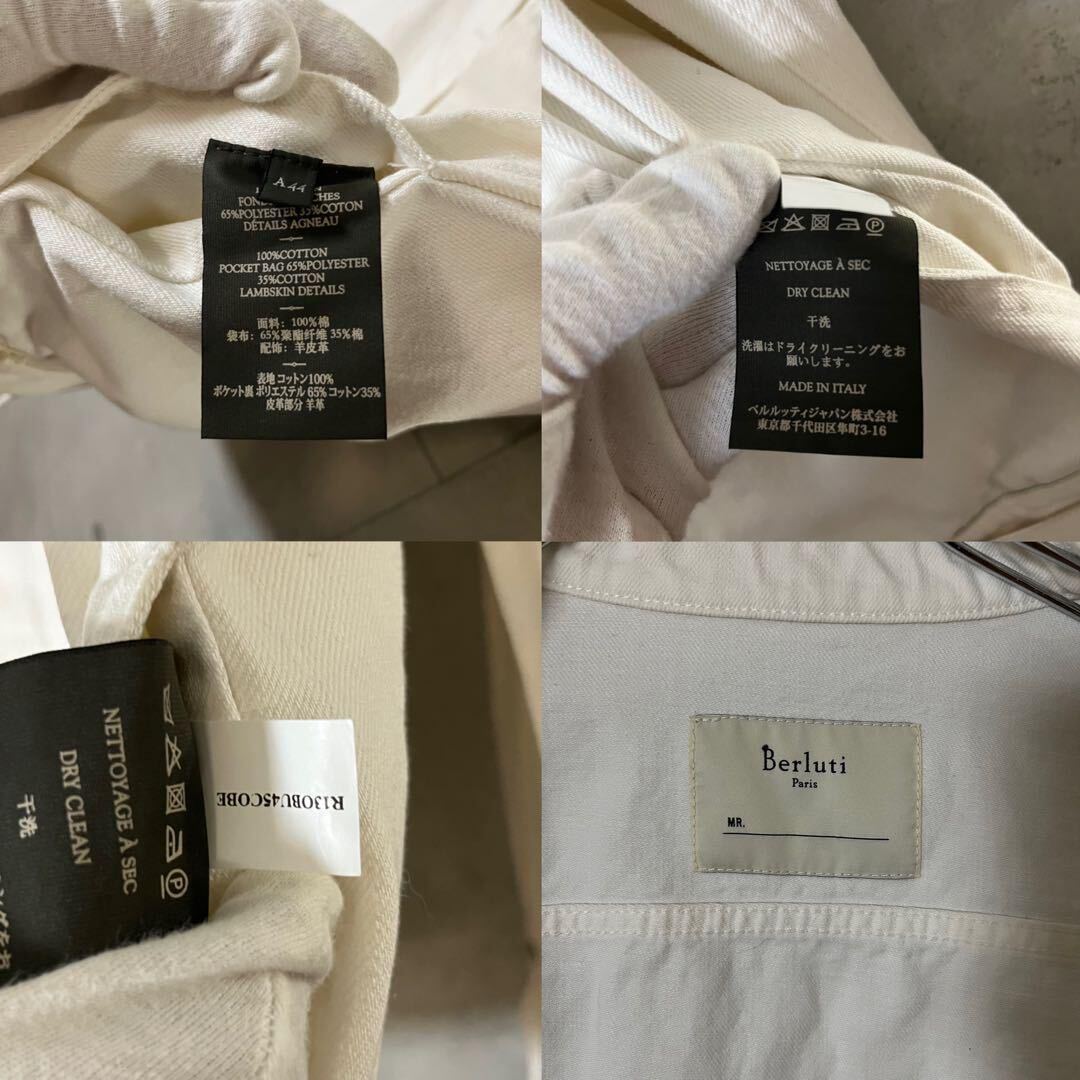 A 44
65%POLYESTER 35%COTON
DÉTAILS AGNEAU
100%COTTON
POCKET BAG 65%POLYESTER
35%COTTON
LAMBSKIN DETAILS
面料: 100%棉
袋布: 65%聚酯纤维 35%棉
配饰: 羊皮革
表地 コットン100%
ポケット裏 ポリエステル 65% コットン35%
皮革部分 羊革
NETTOYAGE À SEC
DRY CLEAN
干洗
洗濯はドライクリーニングをお
願いします。
MADE IN ITALY
ベルルッティジャパン株式会社
東京都千代田区隼町3-16
NETTOYAGE À SEC
DRY CLEAN
干洗
R13OBU45COBE
Berluti
Paris
MR.